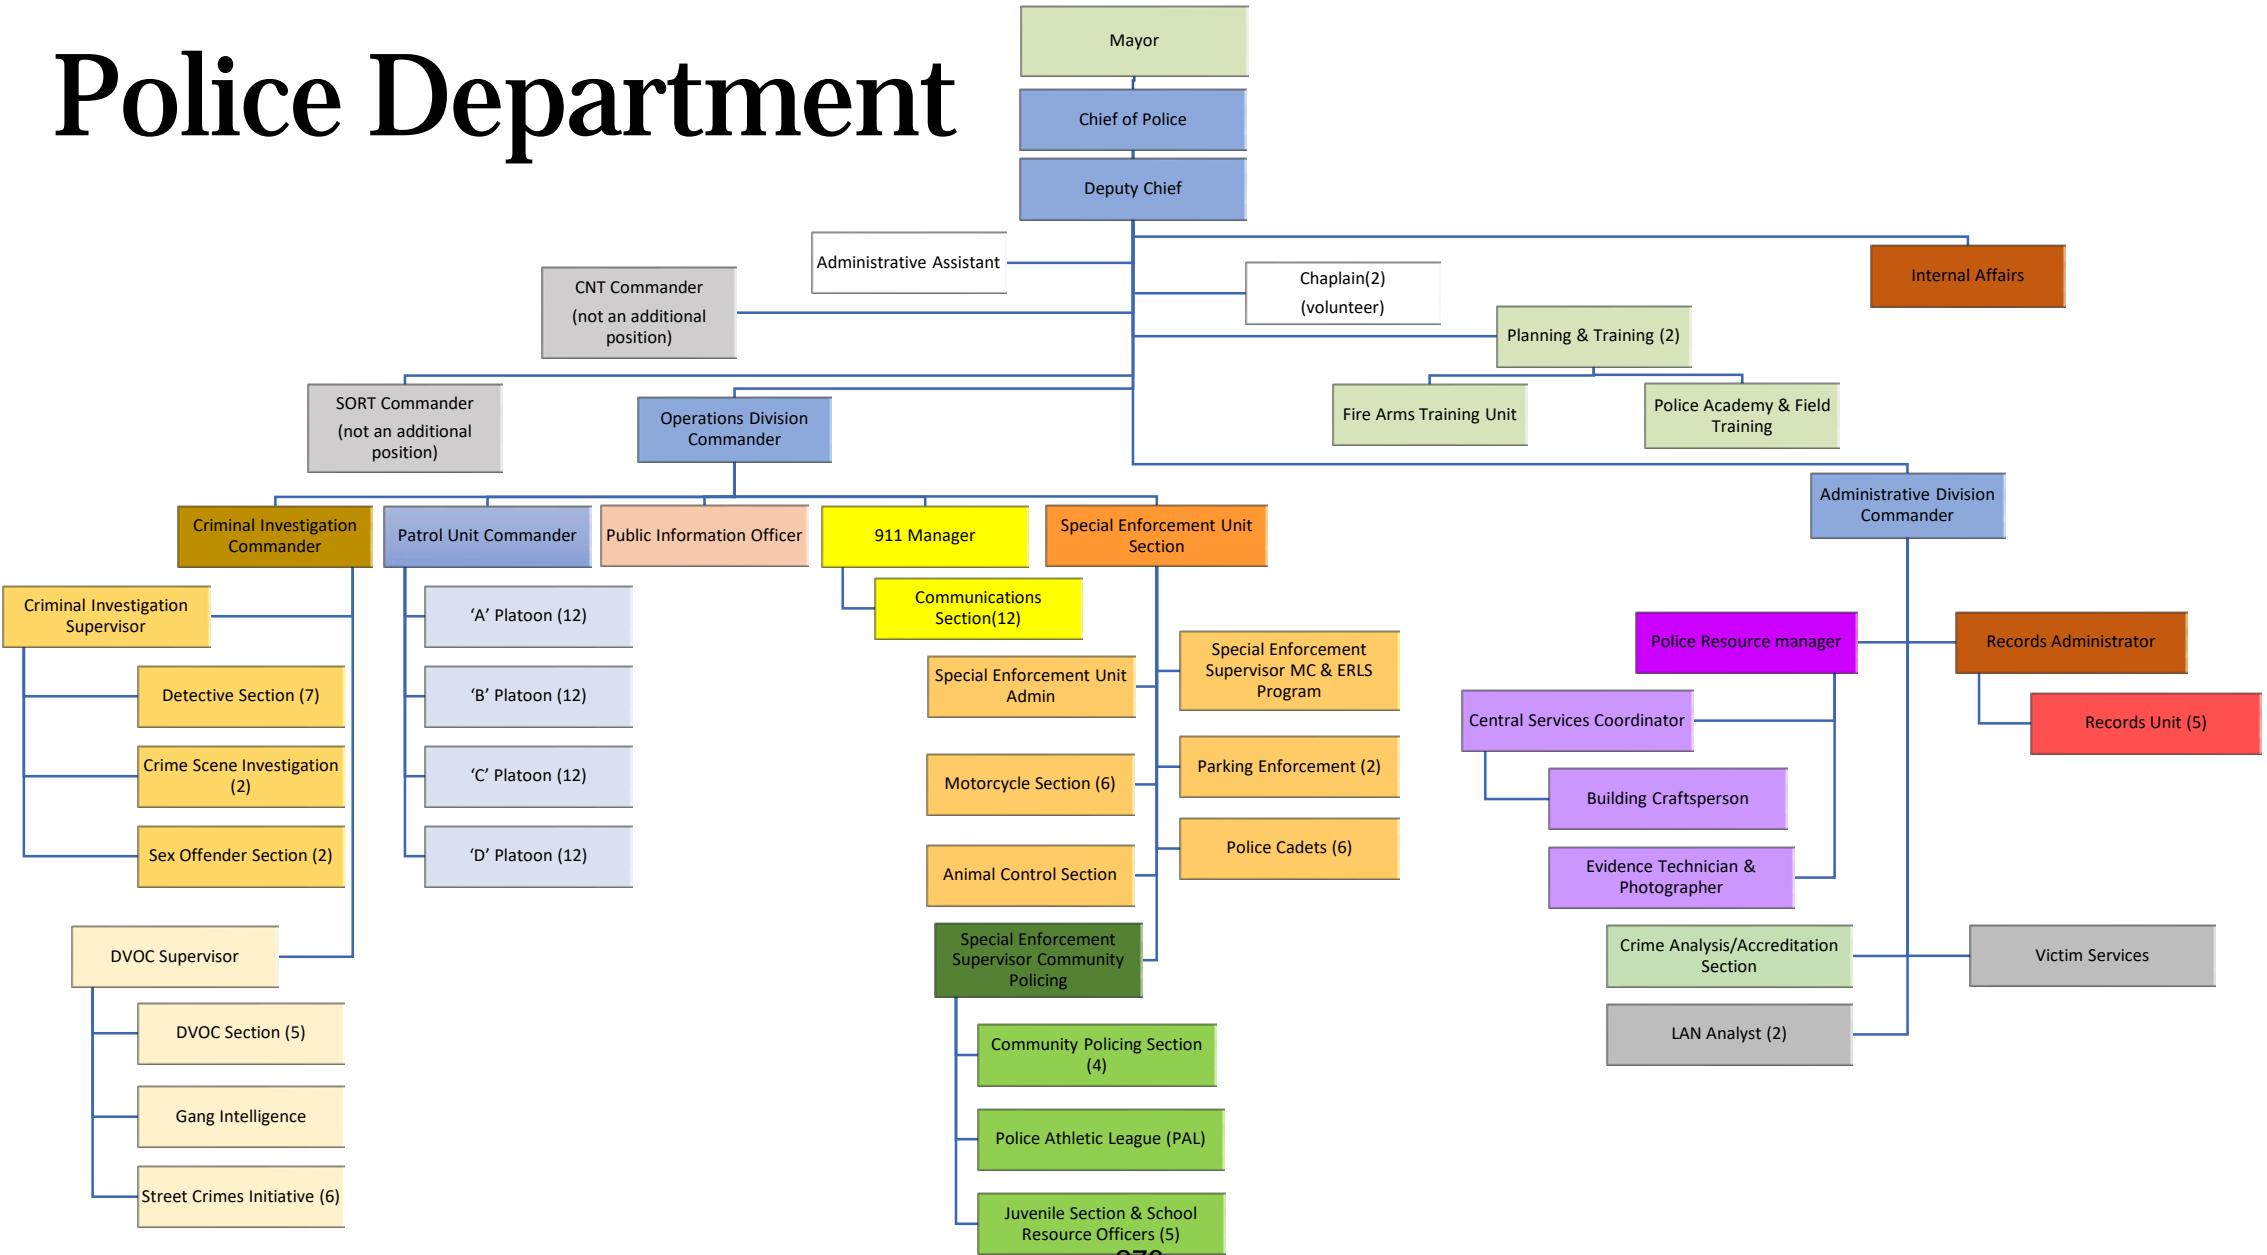 Police Department
Mayor
Chief of Police
Deputy Chief
Administrative Assistant
Internal Affairs
Chaplain(2)
(volunteer)
CNT Commander
(not an additional
position)
Planning & Training (2)
SORT Commander
(not an additional
position)
Operations Division
Commander
Fire Arms Training Unit
Police Academy & Field
Training
Administrative Division
Commander
Criminal Investigation
Commander
Patrol Unit Commander
Public Information Officer
911 Manager
Special Enforcement Unit
Section
Criminal Investigation
Supervisor
Detective Section (7)
Crime Scene Investigation
(2)
Sex Offender Section (2)
DVOC Supervisor
DVOC Section (5)
Gang Intelligence
Street Crimes Initiative (6)
‘A’ Platoon (12)
‘B’ Platoon (12)
‘C’ Platoon (12)
‘D’ Platoon (12)
Communications
Section(12)
Special Enforcement Unit
Admin
Motorcycle Section (6)
Animal Control Section
Special Enforcement
Supervisor MC & ERLS
Program
Parking Enforcement (2)
Police Cadets (6)
Special Enforcement
Supervisor Community
Policing
Community Policing Section
(4)
Police Athletic League (PAL)
Juvenile Section & School
Resource Officers (5)
Police Resource manager
Records Administrator
Central Services Coordinator
Records Unit (5)
Building Craftsperson
Evidence Technician &
Photographer
Crime Analysis/Accreditation
Section
Victim Services
LAN Analyst (2)